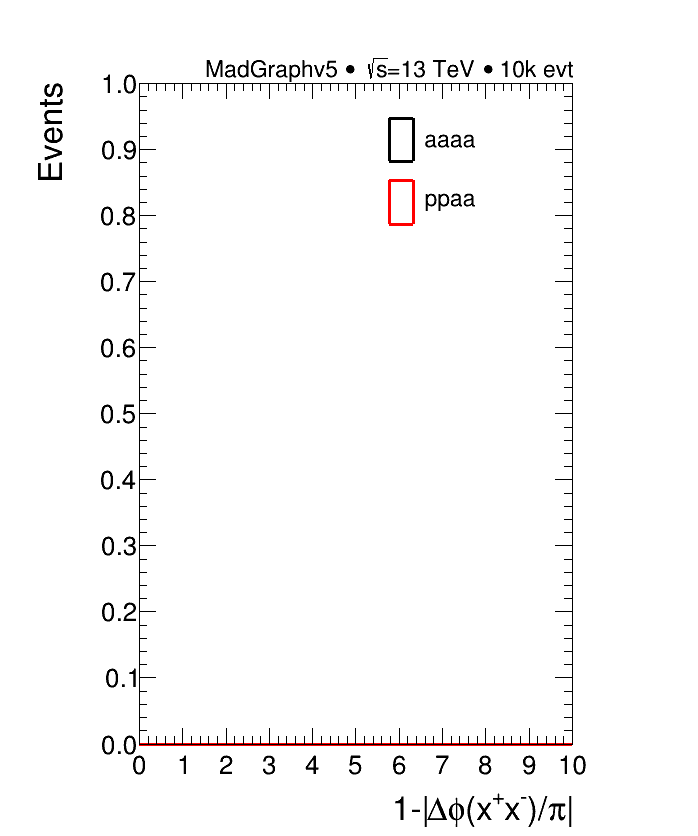 MadGraphv5 • √s=13 TeV • 10k evt
Events
1.0
0.9
0.8
0.7
0.6
0.5
0.4
0.3
0.2
0.1
0.0
aaaa
ppaa
0 1 2 3 4 5 6 7 8 9 10
1-|Δϕ(x⁺x⁻)/π|